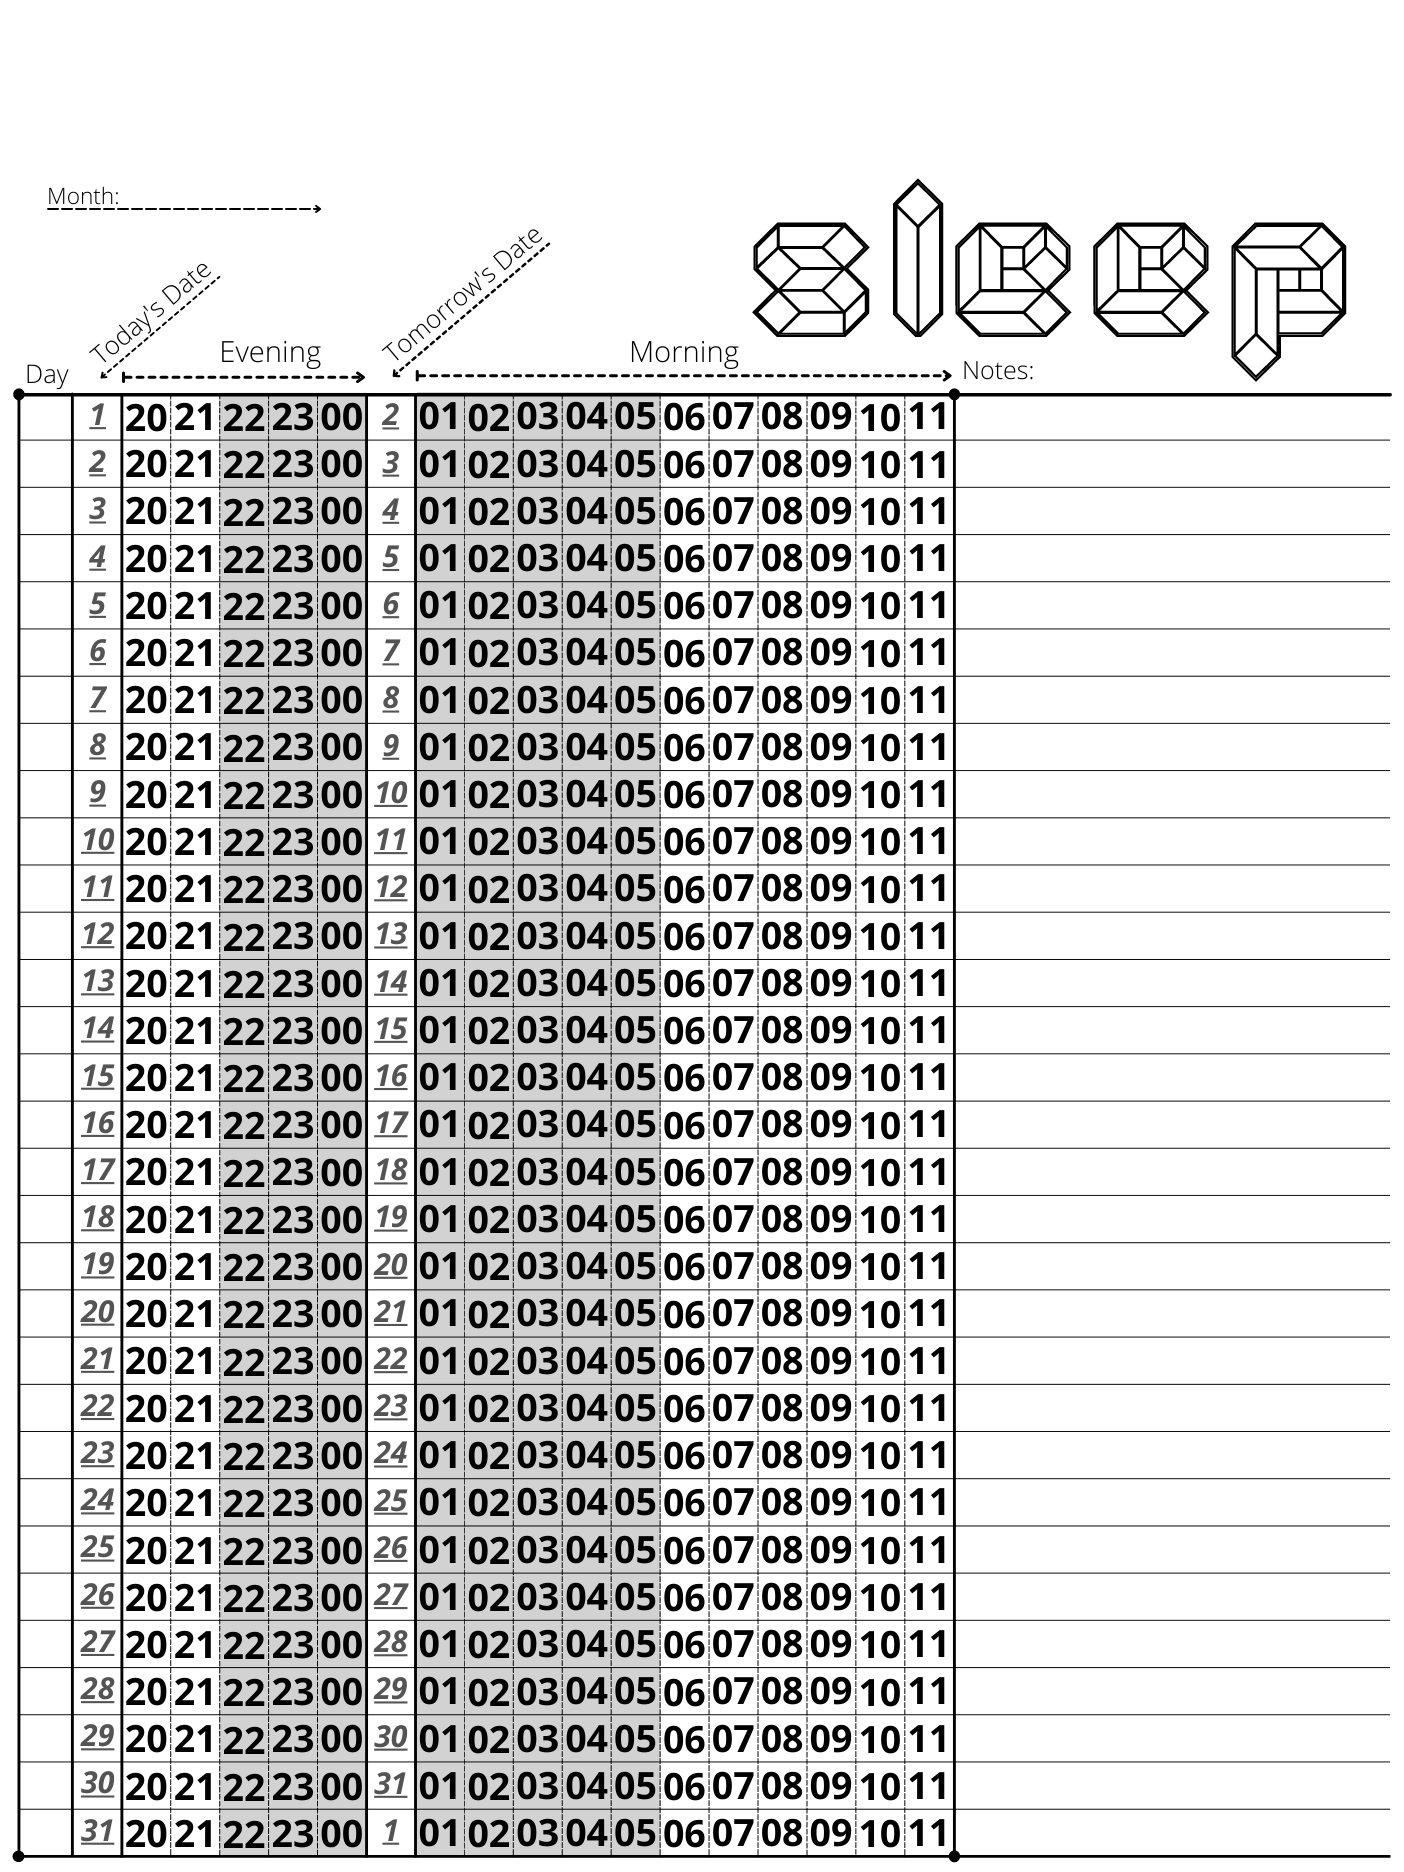 Month:
sleep
Today's Date
Tomorrow's Date
Day
Evening
Morning
Notes:
1 20 21 22 23 00 2 01 02 03 04 05 06 07 08 09 10 11
2 20 21 22 23 00 3 01 02 03 04 05 06 07 08 09 10 11
3 20 21 22 23 00 4 01 02 03 04 05 06 07 08 09 10 11
4 20 21 22 23 00 5 01 02 03 04 05 06 07 08 09 10 11
5 20 21 22 23 00 6 01 02 03 04 05 06 07 08 09 10 11
6 20 21 22 23 00 7 01 02 03 04 05 06 07 08 09 10 11
7 20 21 22 23 00 8 01 02 03 04 05 06 07 08 09 10 11
8 20 21 22 23 00 9 01 02 03 04 05 06 07 08 09 10 11
9 20 21 22 23 00 10 01 02 03 04 05 06 07 08 09 10 11
10 20 21 22 23 00 11 01 02 03 04 05 06 07 08 09 10 11
11 20 21 22 23 00 12 01 02 03 04 05 06 07 08 09 10 11
12 20 21 22 23 00 13 01 02 03 04 05 06 07 08 09 10 11
13 20 21 22 23 00 14 01 02 03 04 05 06 07 08 09 10 11
14 20 21 22 23 00 15 01 02 03 04 05 06 07 08 09 10 11
15 20 21 22 23 00 16 01 02 03 04 05 06 07 08 09 10 11
16 20 21 22 23 00 17 01 02 03 04 05 06 07 08 09 10 11
17 20 21 22 23 00 18 01 02 03 04 05 06 07 08 09 10 11
18 20 21 22 23 00 19 01 02 03 04 05 06 07 08 09 10 11
19 20 21 22 23 00 20 01 02 03 04 05 06 07 08 09 10 11
20 20 21 22 23 00 21 01 02 03 04 05 06 07 08 09 10 11
21 20 21 22 23 00 22 01 02 03 04 05 06 07 08 09 10 11
22 20 21 22 23 00 23 01 02 03 04 05 06 07 08 09 10 11
23 20 21 22 23 00 24 01 02 03 04 05 06 07 08 09 10 11
24 20 21 22 23 00 25 01 02 03 04 05 06 07 08 09 10 11
25 20 21 22 23 00 26 01 02 03 04 05 06 07 08 09 10 11
26 20 21 22 23 00 27 01 02 03 04 05 06 07 08 09 10 11
27 20 21 22 23 00 28 01 02 03 04 05 06 07 08 09 10 11
28 20 21 22 23 00 29 01 02 03 04 05 06 07 08 09 10 11
29 20 21 22 23 00 30 01 02 03 04 05 06 07 08 09 10 11
30 20 21 22 23 00 31 01 02 03 04 05 06 07 08 09 10 11
31 20 21 22 23 00 1 01 02 03 04 05 06 07 08 09 10 11